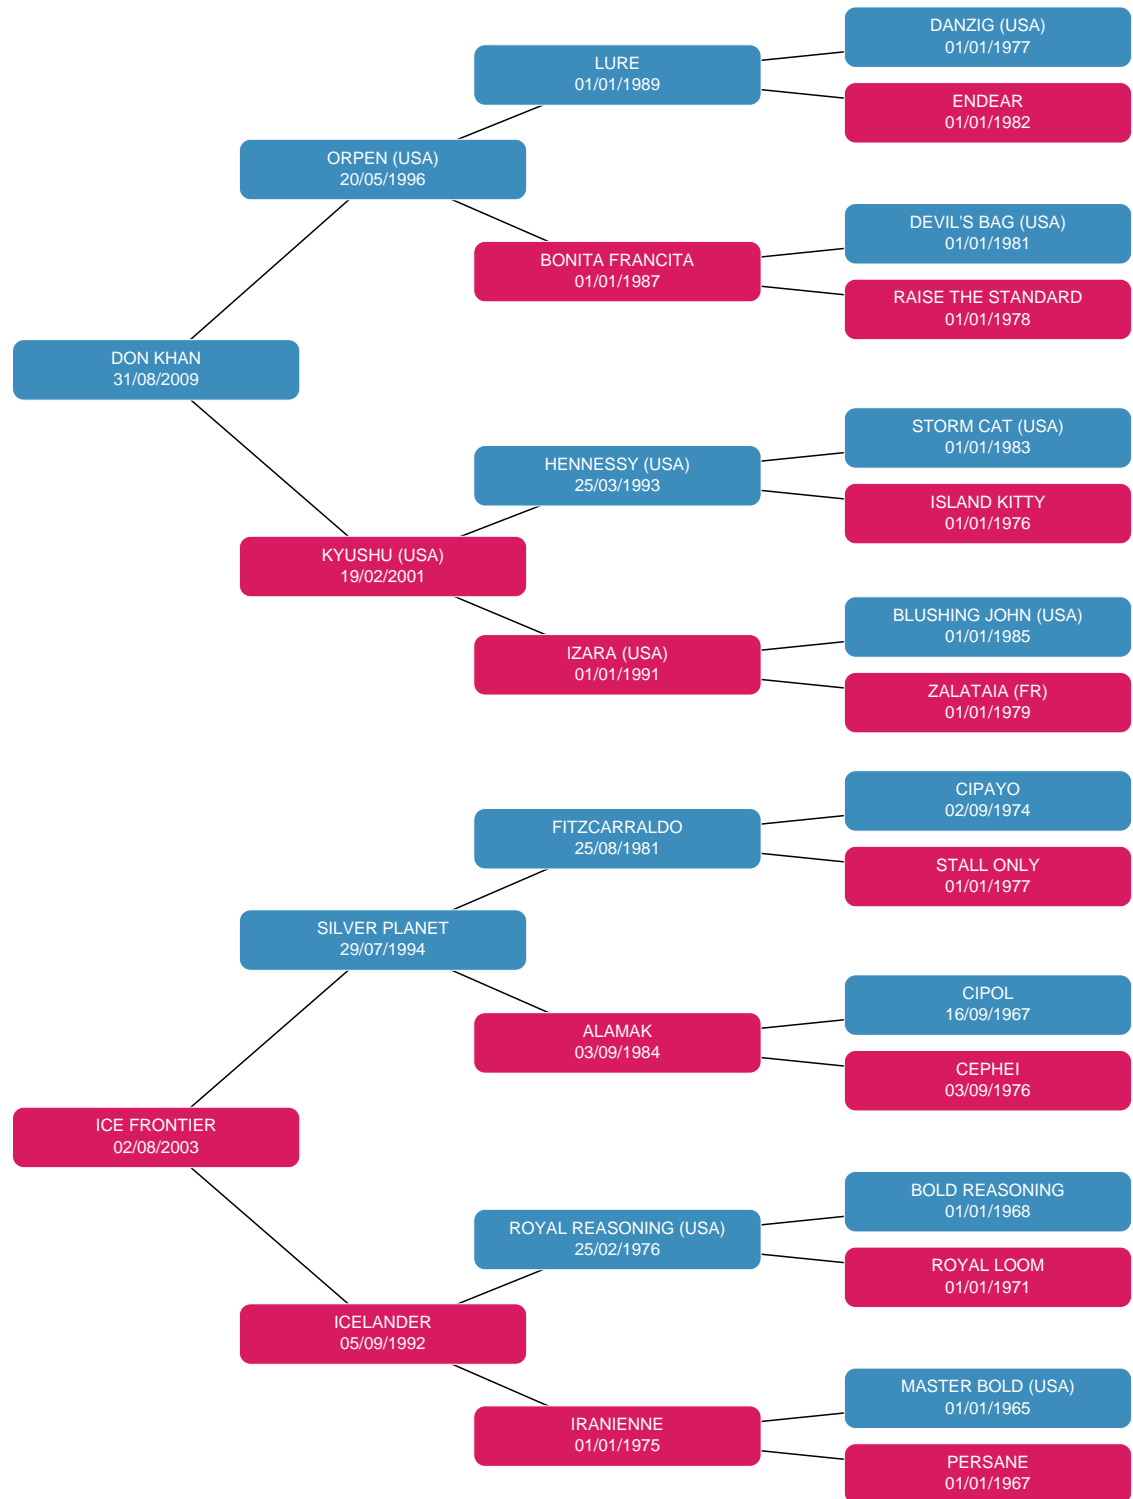 DANZIG (USA)
01/01/1977
LURE
01/01/1989
ENDEAR
01/01/1982
ORPEN (USA)
20/05/1996
DEVIL'S BAG (USA)
01/01/1981
BONITA FRANCITA
01/01/1987
RAISE THE STANDARD
01/01/1978
DON KHAN
31/08/2009
STORM CAT (USA)
01/01/1983
HENNESSY (USA)
25/03/1993
ISLAND KITTY
01/01/1976
KYUSHU (USA)
19/02/2001
BLUSHING JOHN (USA)
01/01/1985
IZARA (USA)
01/01/1991
ZALATAIA (FR)
01/01/1979
CIPAYO
02/09/1974
FITZCARRALDO
25/08/1981
STALL ONLY
01/01/1977
SILVER PLANET
29/07/1994
CIPOL
16/09/1967
ALAMAK
03/09/1984
CEPHEI
03/09/1976
ICE FRONTIER
02/08/2003
BOLD REASONING
01/01/1968
ROYAL REASONING (USA)
25/02/1976
ROYAL LOOM
01/01/1971
ICELANDER
05/09/1992
MASTER BOLD (USA)
01/01/1965
IRANIENNE
01/01/1975
PERSANE
01/01/1967